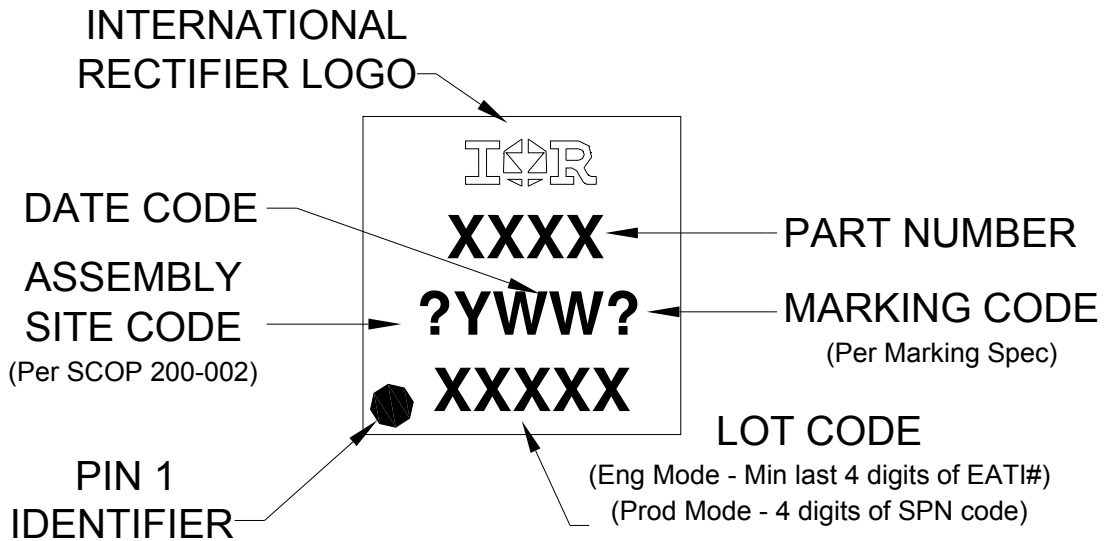 INTERNATIONAL
RECTIFIER LOGO
IR
DATE CODE
XXXX
PART NUMBER
ASSEMBLY
SITE CODE
(Per SCOP 200-002)
?YWW?
MARKING CODE
(Per Marking Spec)
XXXXX
LOT CODE
(Eng Mode - Min last 4 digits of EATI#)
(Prod Mode - 4 digits of SPN code)
PIN 1
IDENTIFIER